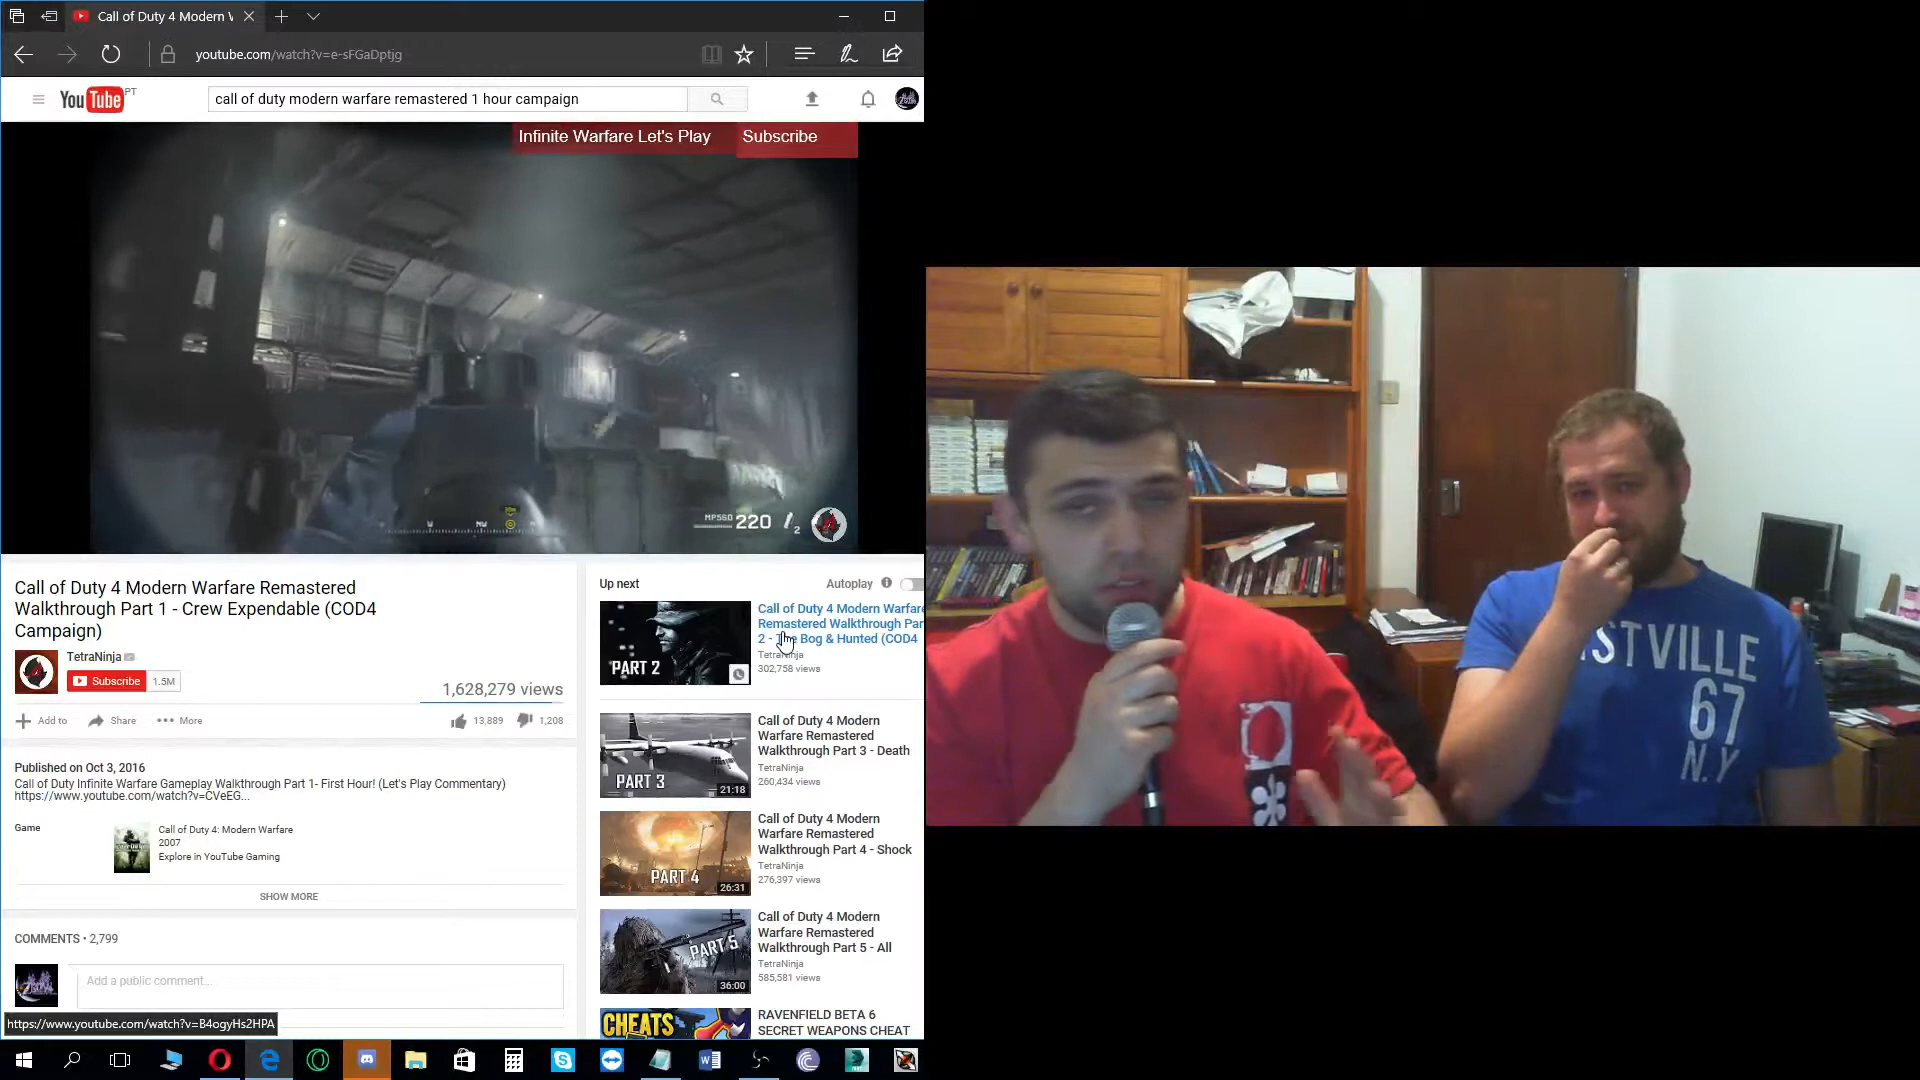 Call of Duty 4 Modern W
youtube.com/watch?v=e-sFGaDptjg
YouTube PT
call of duty modern warfare remastered 1 hour campaign
Infinite Warfare Let's Play
Subscribe
W
NW
MP5SD 220
2
Call of Duty 4 Modern Warfare Remastered
Walkthrough Part 1 - Crew Expendable (COD4
Campaign)
TetraNinja
Subscribe 1.5M
1,628,279 views
Add to
Share
More
13,889
1,208
Published on Oct 3, 2016
Call of Duty Infinite Warfare Gameplay Walkthrough Part 1- First Hour! (Let's Play Commentary)
https://www.youtube.com/watch?v=CVeEG...
Game
Call of Duty 4: Modern Warfare
2007
Explore in YouTube Gaming
SHOW MORE
COMMENTS • 2,799
Add a public comment...
https://www.youtube.com/watch?v=B4ogyHs2HPA
Up next
Autoplay
PART 2
Call of Duty 4 Modern Warfare
Remastered Walkthrough Par
2 - The Bog & Hunted (COD4
TetraNinja
302,758 views
PART 3
21:18
Call of Duty 4 Modern
Warfare Remastered
Walkthrough Part 3 - Death
TetraNinja
260,434 views
PART 4
26:31
Call of Duty 4 Modern
Warfare Remastered
Walkthrough Part 4 - Shock
TetraNinja
276,397 views
PART 5
36:00
Call of Duty 4 Modern
Warfare Remastered
Walkthrough Part 5 - All
TetraNinja
585,581 views
CHEATS
RAVENFIELD BETA 6
SECRET WEAPONS CHEAT
STVILLE
67
N.Y